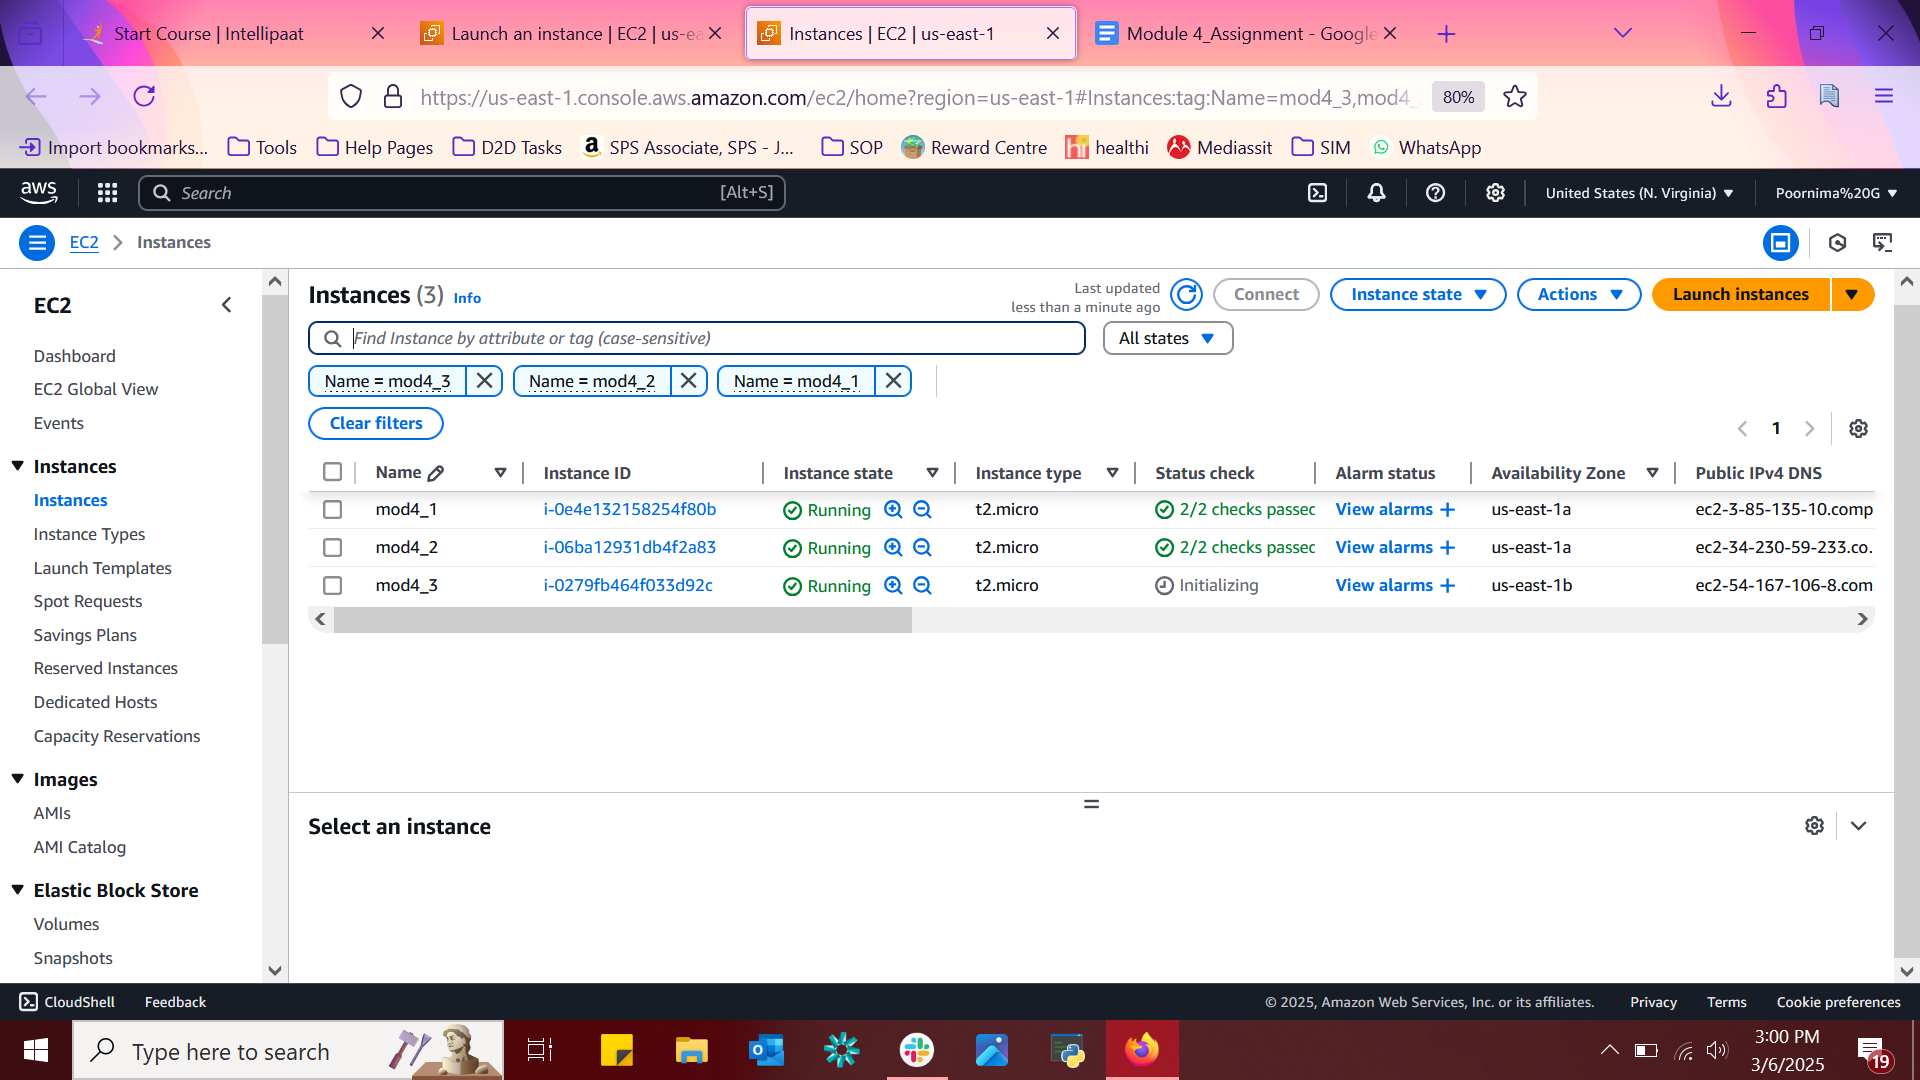 Start Course | Intellipaat
Launch an instance | EC2 | us-ea
Instances | EC2 | us-east-1
Module 4_Assignment - Google
https://us-east-1.console.aws.amazon.com/ec2/home?region=us-east-1#Instances:tag:Name=mod4_3,mod4_
80%
Import bookmarks...
Tools
Help Pages
D2D Tasks
SPS Associate, SPS - J...
SOP
Reward Centre
healthi
Mediassit
SIM
WhatsApp
aws
Search
[Alt+S]
United States (N. Virginia)
Poornima%20G
EC2
Instances
EC2
Dashboard
EC2 Global View
Events
Instances
Instances
Instance Types
Launch Templates
Spot Requests
Savings Plans
Reserved Instances
Dedicated Hosts
Capacity Reservations
Images
AMIs
AMI Catalog
Elastic Block Store
Volumes
Snapshots
Instances (3) Info
Last updated
less than a minute ago
Connect
Instance state
Actions
Launch instances
Find Instance by attribute or tag (case-sensitive)
All states
Name = mod4_3
Name = mod4_2
Name = mod4_1
Clear filters
1
Name Instance ID Instance state Instance type Status check Alarm status Availability Zone Public IPv4 DNS
mod4_1 i-0e4e132158254f80b Running t2.micro 2/2 checks passed View alarms + us-east-1a ec2-3-85-135-10.comp
mod4_2 i-06ba12931db4f2a83 Running t2.micro 2/2 checks passed View alarms + us-east-1a ec2-34-230-59-233.co.
mod4_3 i-0279fb464f033d92c Running t2.micro Initializing View alarms + us-east-1b ec2-54-167-106-8.com
Select an instance
CloudShell
Feedback
© 2025, Amazon Web Services, Inc. or its affiliates.
Privacy
Terms
Cookie preferences
Type here to search
3:00 PM
3/6/2025
19